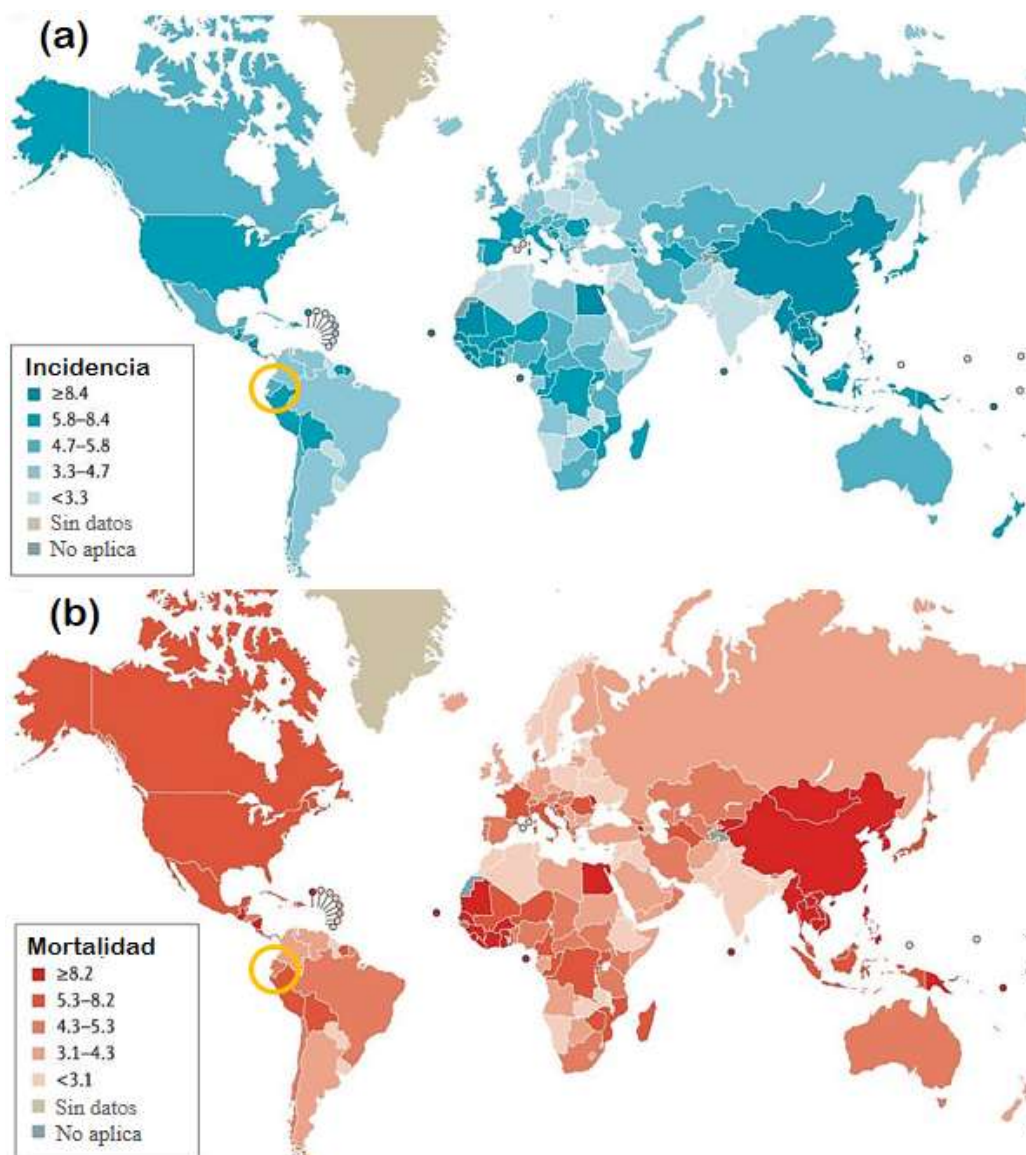 (a)
Incidencia
≥8.4
5.8–8.4
4.7–5.8
3.3–4.7
<3.3
Sin datos
No aplica
(b)
Mortalidad
≥8.2
5.3–8.2
4.3–5.3
3.1–4.3
<3.1
Sin datos
No aplica